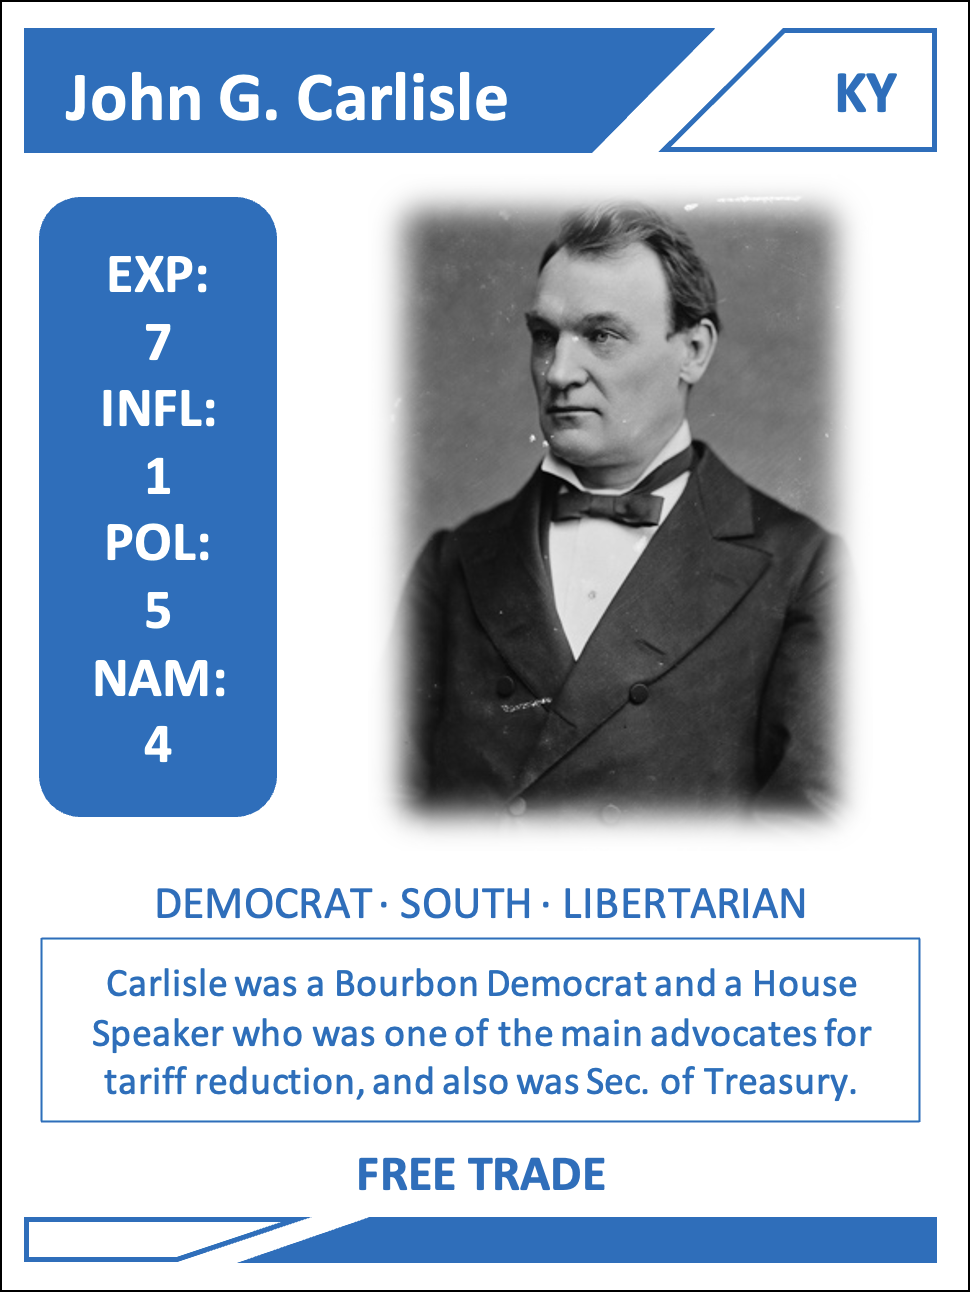 John G. Carlisle
KY
EXP:
7
INFL:
1
POL:
5
NAM:
4
DEMOCRAT · SOUTH · LIBERTARIAN
Carlisle was a Bourbon Democrat and a House
Speaker who was one of the main advocates for
tariff reduction, and also was Sec. of Treasury.
FREE TRADE